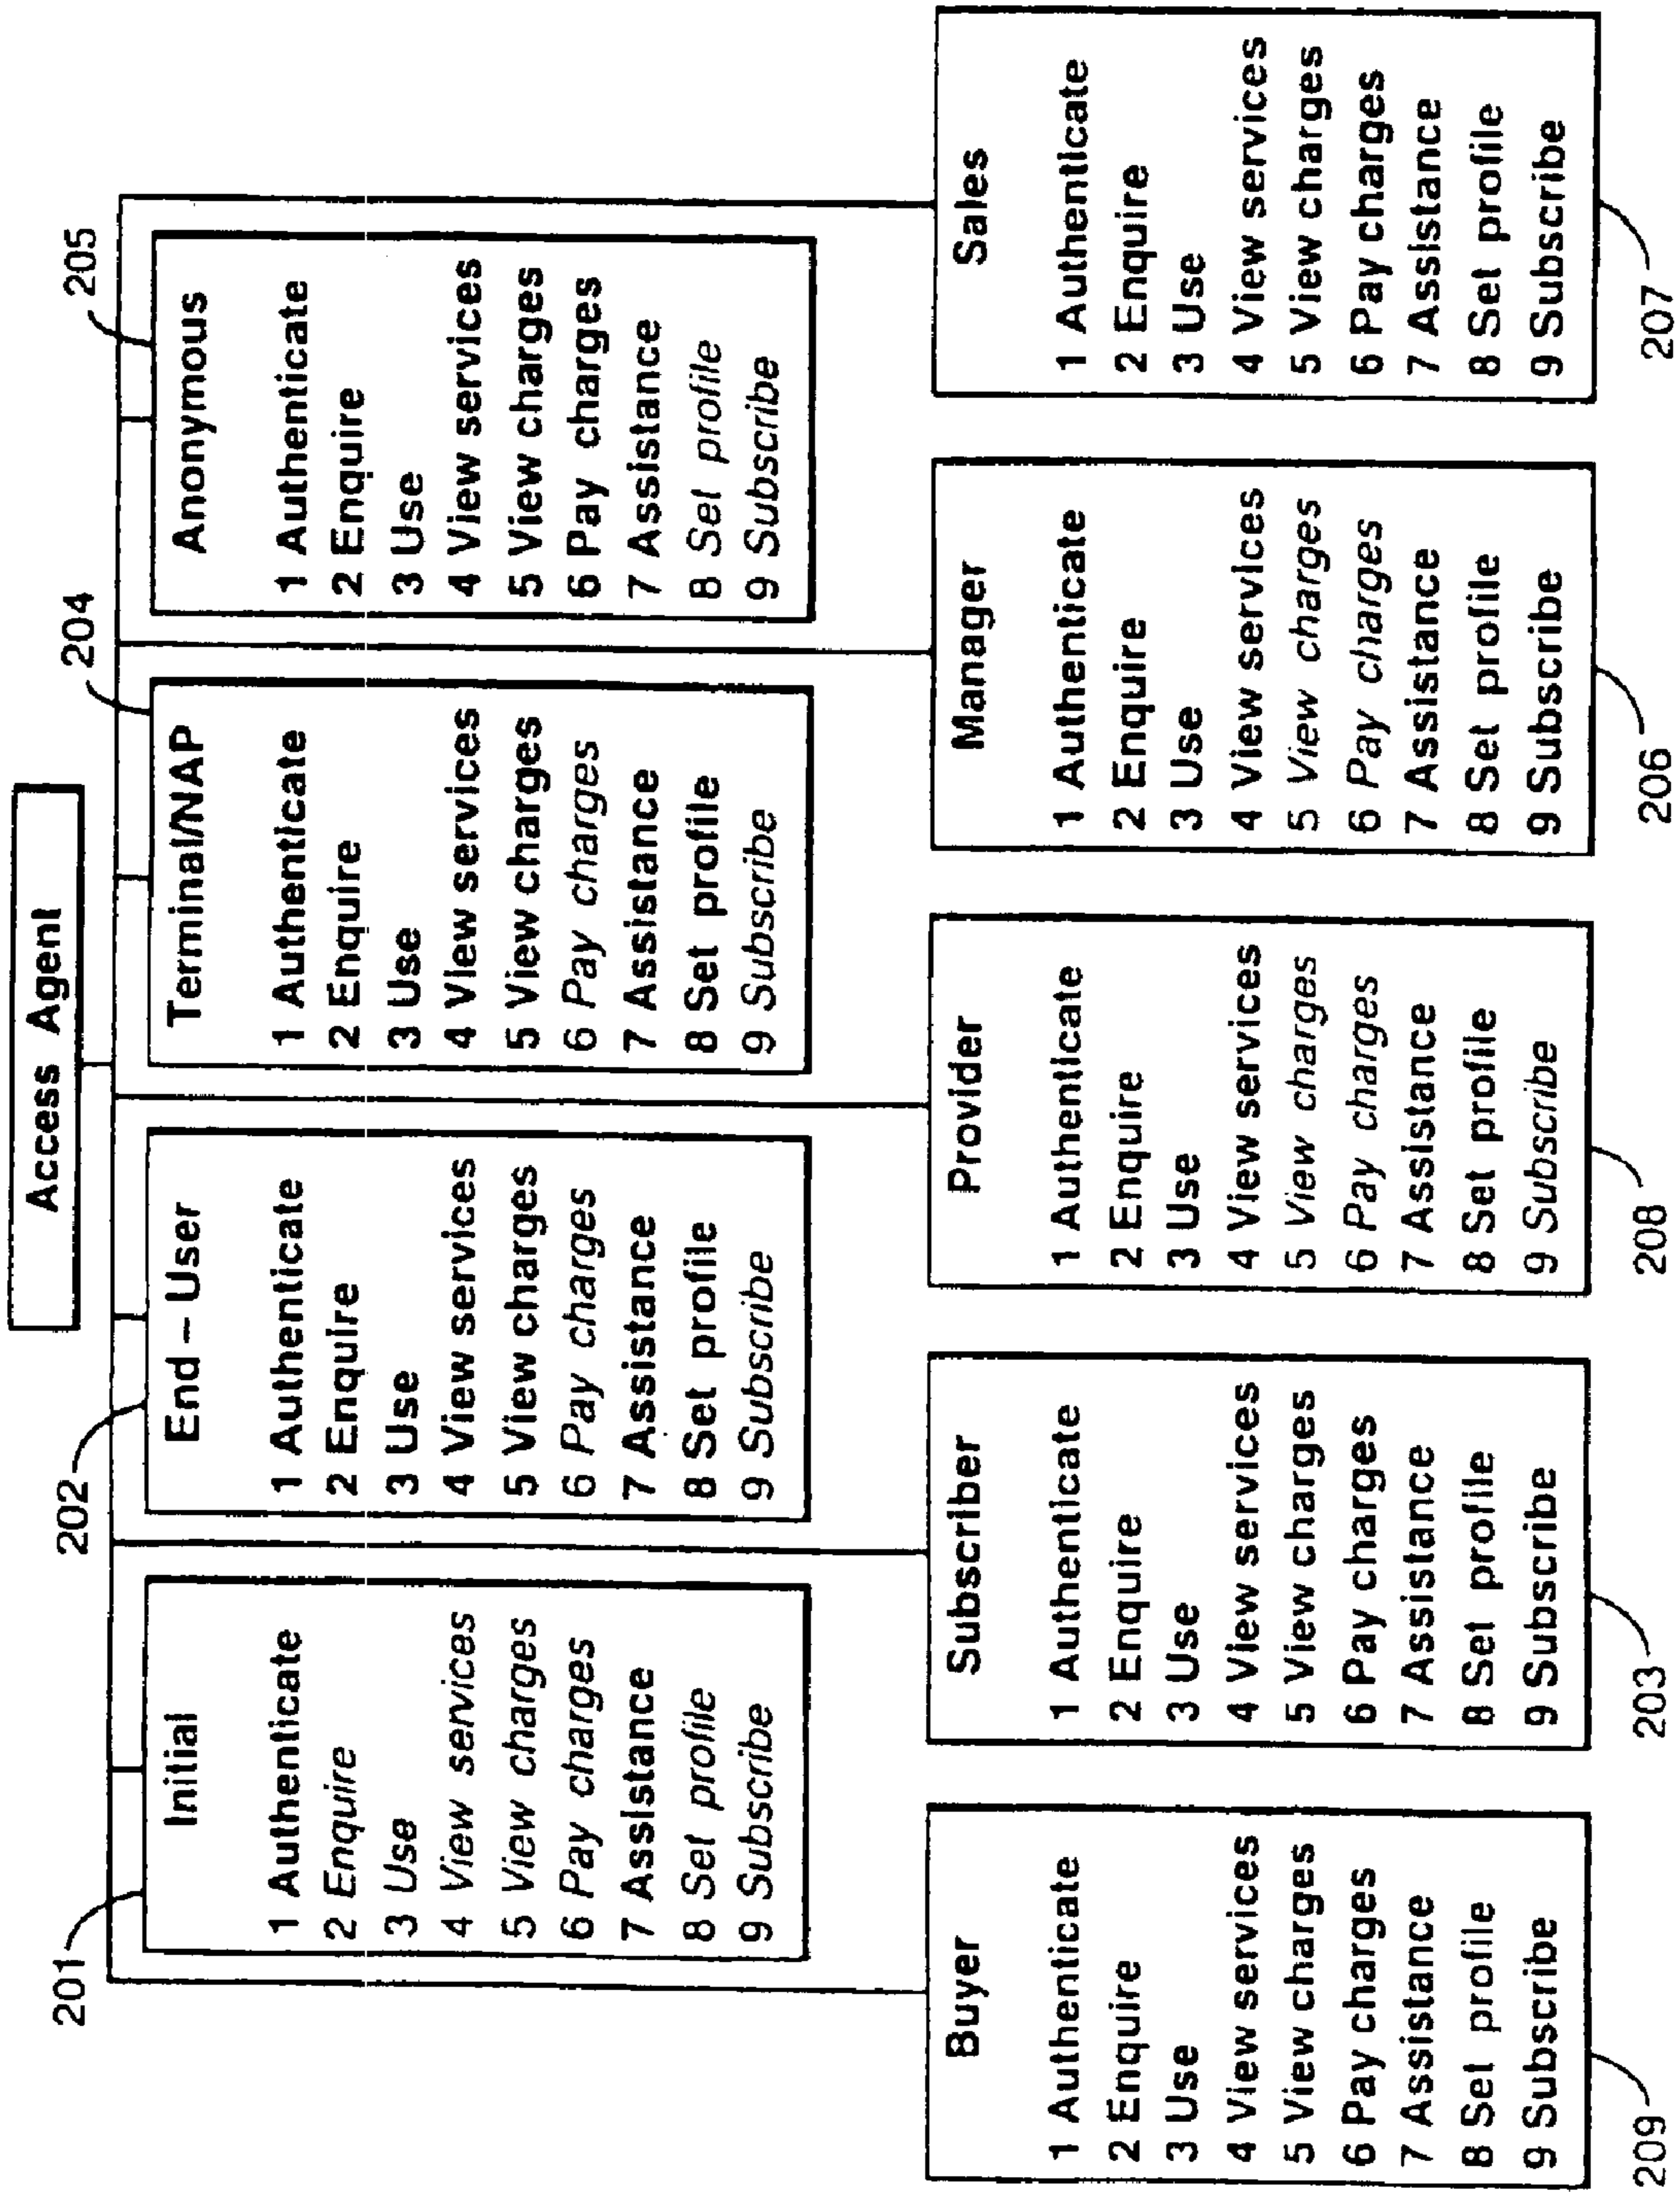 Access Agent
201
Initial
1 Authenticate
2 Enquire
3 Use
4 View services
5 View charges
6 Pay charges
7 Assistance
8 Set profile
9 Subscribe
202
End – User
1 Authenticate
2 Enquire
3 Use
4 View services
5 View charges
6 Pay charges
7 Assistance
8 Set profile
9 Subscribe
204
Terminal/NAP
1 Authenticate
2 Enquire
3 Use
4 View services
5 View charges
6 Pay charges
7 Assistance
8 Set profile
9 Subscribe
205
Anonymous
1 Authenticate
2 Enquire
3 Use
4 View services
5 View charges
6 Pay charges
7 Assistance
8 Set profile
9 Subscribe
Buyer
1 Authenticate
2 Enquire
3 Use
4 View services
5 View charges
6 Pay charges
7 Assistance
8 Set profile
9 Subscribe
209
Subscriber
1 Authenticate
2 Enquire
3 Use
4 View services
5 View charges
6 Pay charges
7 Assistance
8 Set profile
9 Subscribe
203
Provider
1 Authenticate
2 Enquire
3 Use
4 View services
5 View charges
6 Pay charges
7 Assistance
8 Set profile
9 Subscribe
208
Manager
1 Authenticate
2 Enquire
3 Use
4 View services
5 View charges
6 Pay charges
7 Assistance
8 Set profile
9 Subscribe
206
Sales
1 Authenticate
2 Enquire
3 Use
4 View services
5 View charges
6 Pay charges
7 Assistance
8 Set profile
9 Subscribe
207